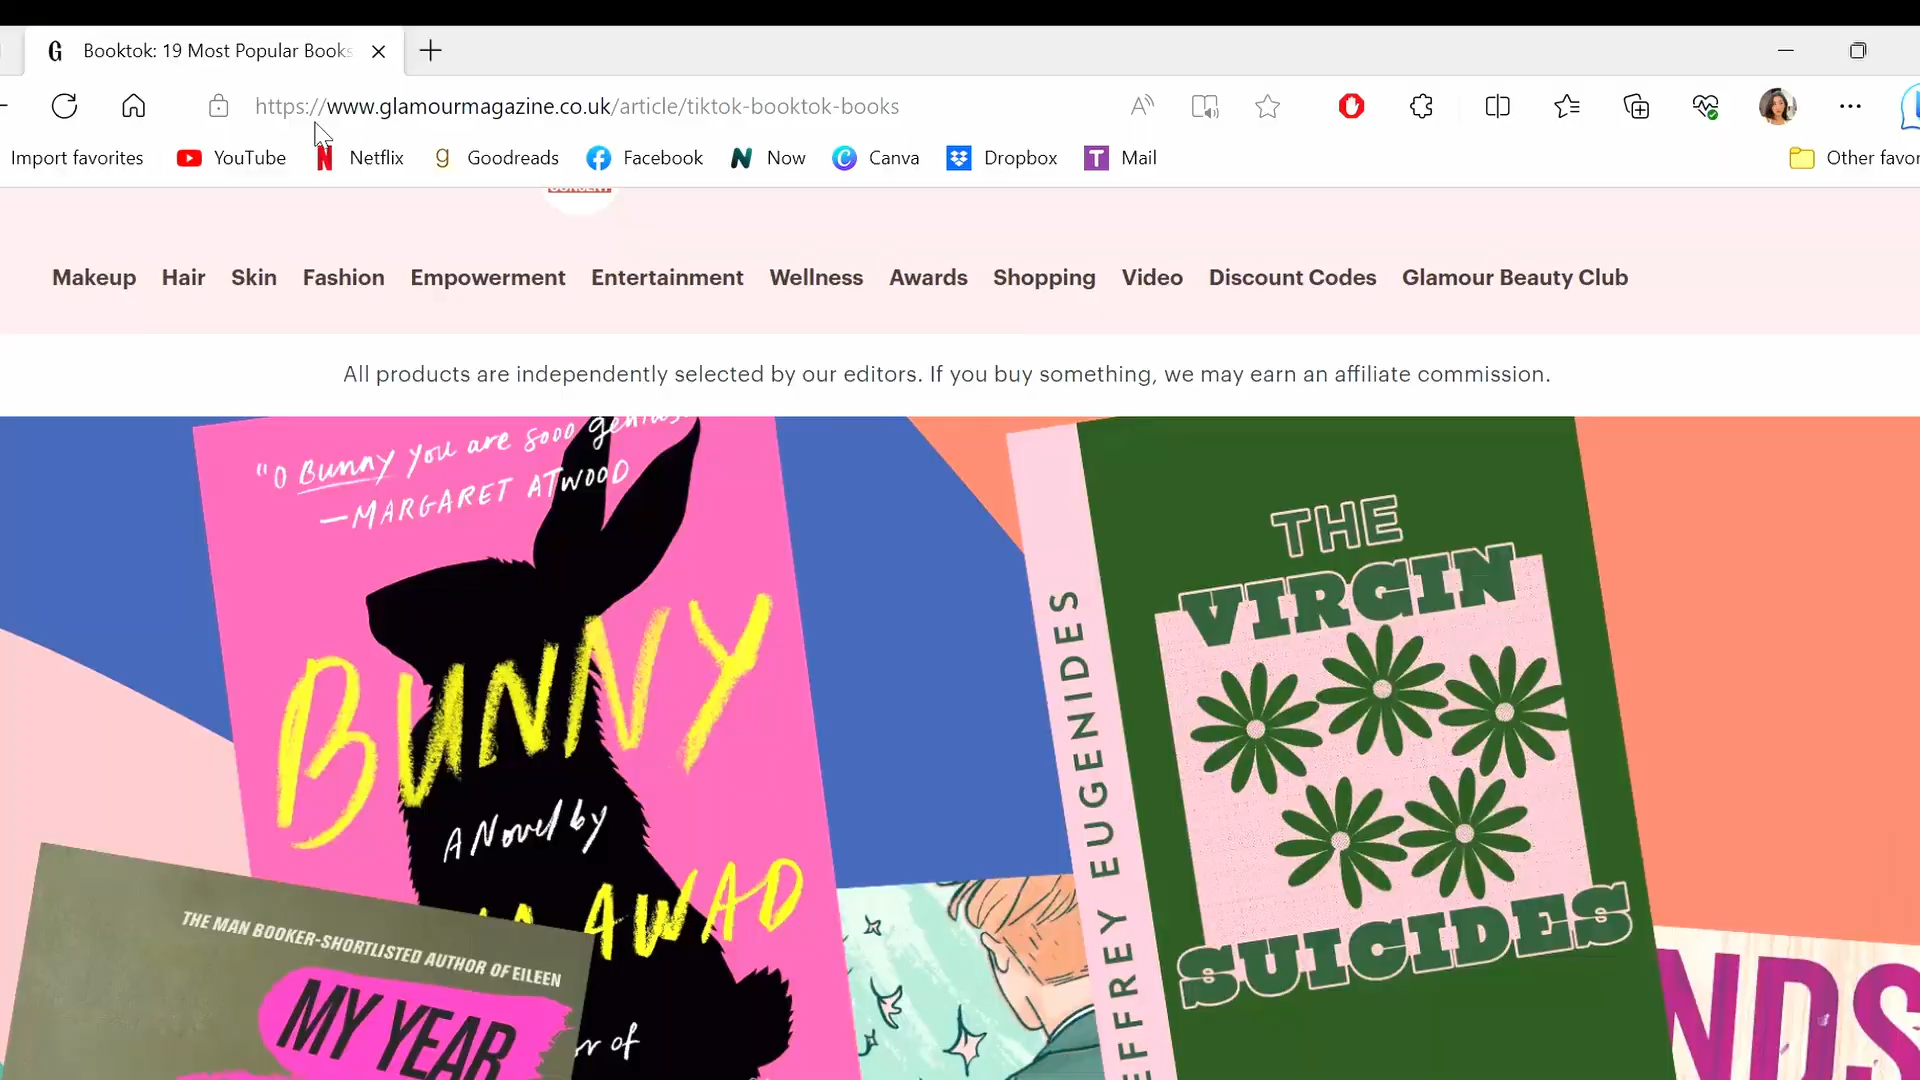 G Booktok: 19 Most Popular Books
https://www.glamourmagazine.co.uk/article/tiktok-booktok-books
Import favorites YouTube N Netflix g Goodreads Facebook N Now C Canva Dropbox T Mail Other favor
Makeup Hair Skin Fashion Empowerment Entertainment Wellness Awards Shopping Video Discount Codes Glamour Beauty Club
All products are independently selected by our editors. If you buy something, we may earn an affiliate commission.
"O Bunny you are sooo genius.
—MARGARET ATWOOD
BUNNY
A Novel by
AWAD
or of
THE MAN BOOKER-SHORTLISTED AUTHOR OF EILEEN
MY YEAR
EFFREY EUGENIDES
THE
VIRGIN
SUICIDES
NDS